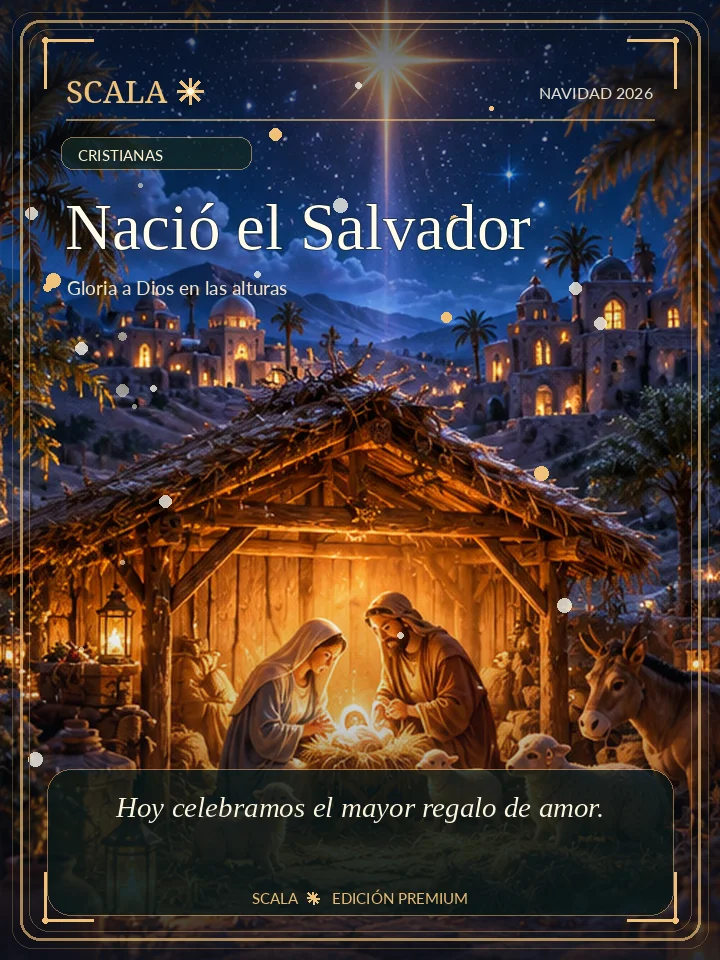 SCALA
NAVIDAD 2026
CRISTIANAS
Nació el Salvador
Gloria a Dios en las alturas
Hoy celebramos el mayor regalo de amor.
SCALA EDICIÓN PREMIUM